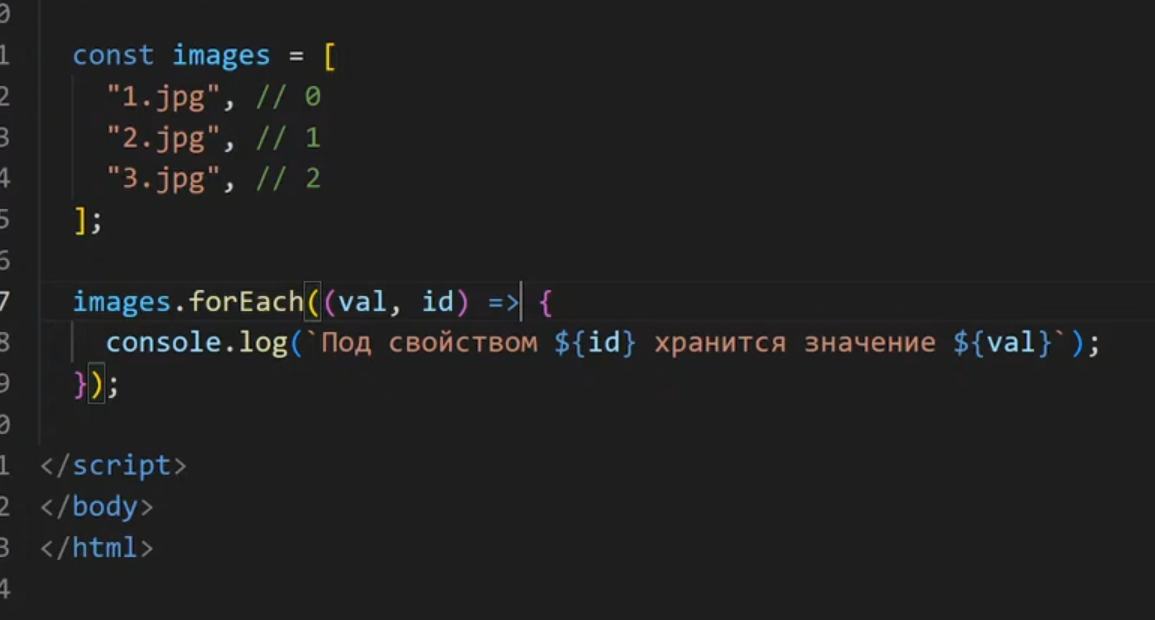 0
1 const images = [
2 "1.jpg", // 0
3 "2.jpg", // 1
4 "3.jpg", // 2
5 ];
6
7 images.forEach((val, id) => {
8 console.log(`Под свойством ${id} хранится значение ${val}`);
9 });
0
1 </script>
2 </body>
3 </html>
4